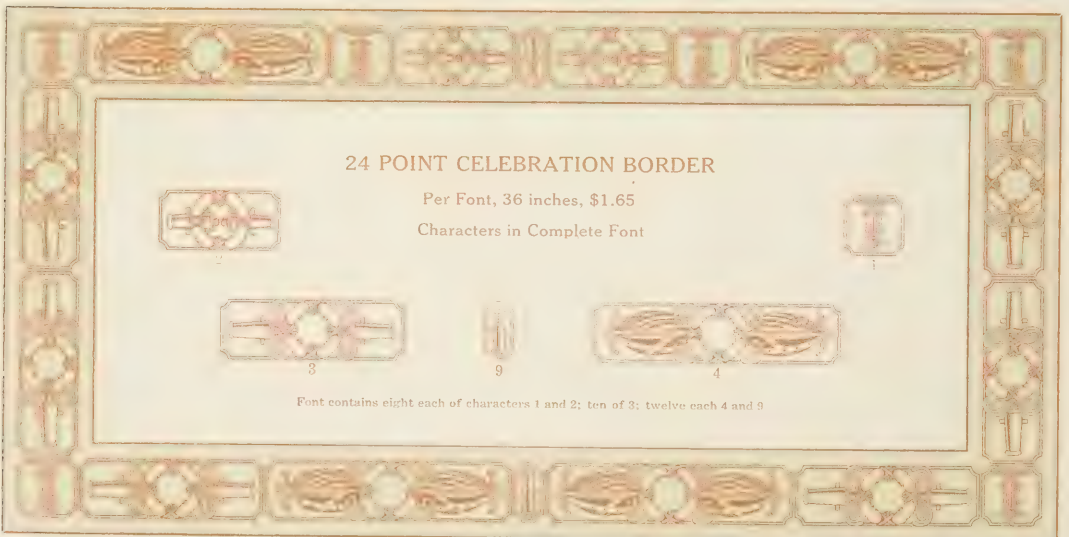 24 POINT CELEBRATION BORDER
Per Font, 36 inches, $1.65
Characters in Complete Font
3 9 4
Font contains eight each of characters 1 and 2; ten of 3; twelve each 4 and 9